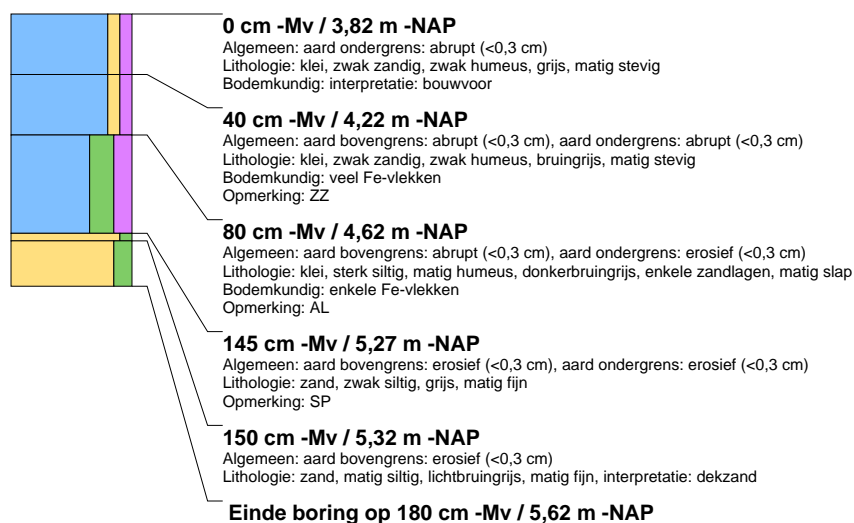 0 cm -Mv / 3,82 m -NAP
Algemeen: aard ondergrens: abrupt (<0,3 cm)
Lithologie: klei, zwak zandig, zwak humeus, grijs, matig stevig
Bodemkundig: interpretatie: bouwvoor
40 cm -Mv / 4,22 m -NAP
Algemeen: aard bovengrens: abrupt (<0,3 cm), aard ondergrens: abrupt (<0,3 cm)
Lithologie: klei, zwak zandig, zwak humeus, bruingrijs, matig stevig
Bodemkundig: veel Fe-vlekken
Opmerking: ZZ
80 cm -Mv / 4,62 m -NAP
Algemeen: aard bovengrens: abrupt (<0,3 cm), aard ondergrens: erosief (<0,3 cm)
Lithologie: klei, sterk siltig, matig humeus, donkerbruingrijs, enkele zandlagen, matig slap
Bodemkundig: enkele Fe-vlekken
Opmerking: AL
145 cm -Mv / 5,27 m -NAP
Algemeen: aard bovengrens: erosief (<0,3 cm), aard ondergrens: erosief (<0,3 cm)
Lithologie: zand, zwak siltig, grijs, matig fijn
Opmerking: SP
150 cm -Mv / 5,32 m -NAP
Algemeen: aard bovengrens: erosief (<0,3 cm)
Lithologie: zand, matig siltig, lichtbruingrijs, matig fijn, interpretatie: dekzand
Einde boring op 180 cm -Mv / 5,62 m -NAP